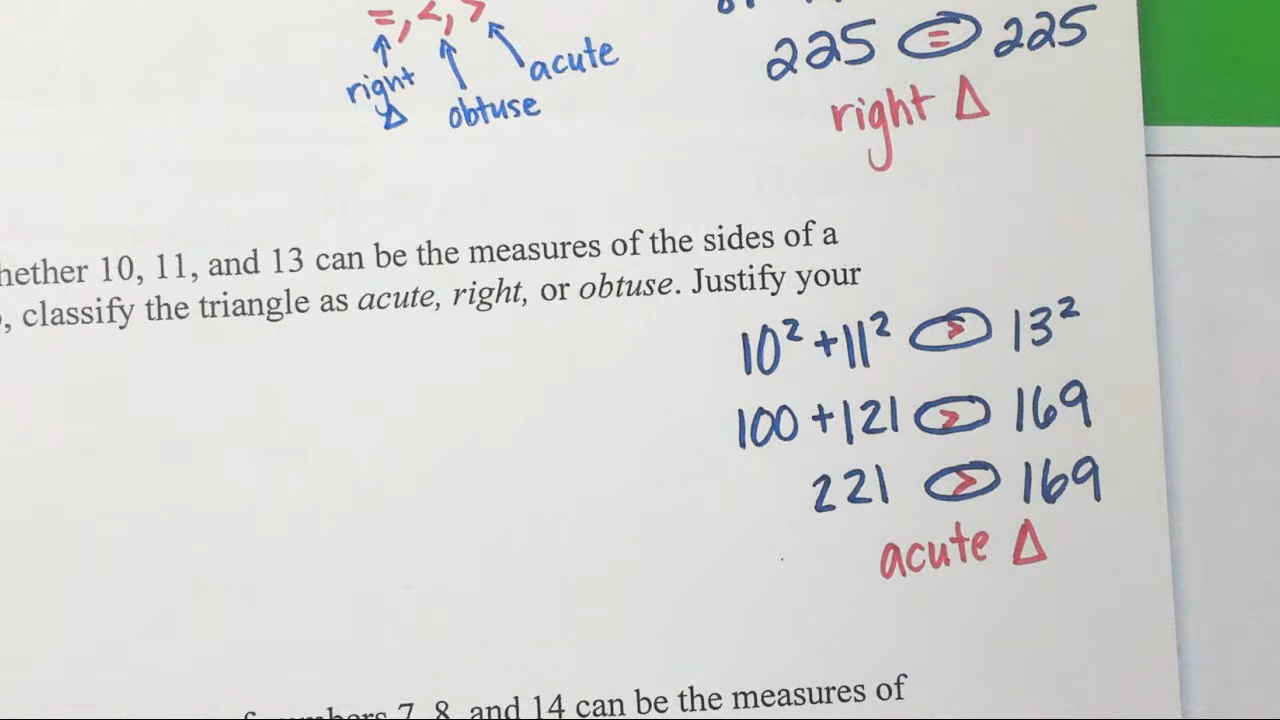 =, <, >
right
Δ
obtuse
acute
225 = 225
right Δ
hether 10, 11, and 13 can be the measures of the sides of a
, classify the triangle as acute, right, or obtuse. Justify your
10² + 11² > 13²
100 + 121 > 169
221 > 169
acute Δ
numbers 7, 8, and 14 can be the measures of